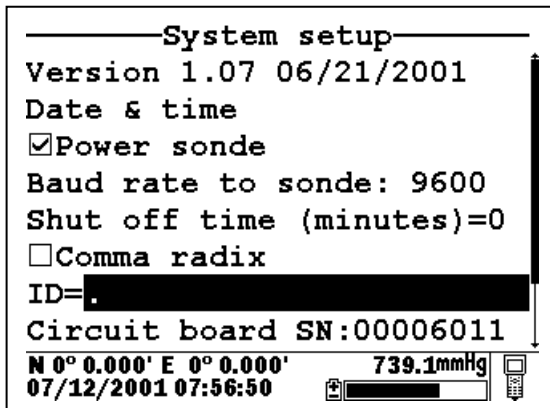 System setup
Version 1.07 06/21/2001
Date & time
☑Power sonde
Baud rate to sonde: 9600
Shut off time (minutes)=0
☐Comma radix
ID=.
Circuit board SN:00006011
N 0° 0.000' E 0° 0.000' 739.1mmHg
07/12/2001 07:56:50